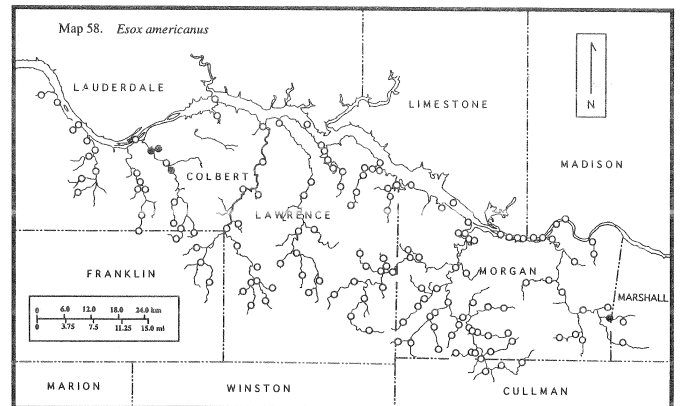 Map 58. Esox americanus
LAUDERDALE
LIMESTONE
N
MADISON
COLBERT
LAWRENCE
FRANKLIN
MORGAN
MARSHALL
0 6.0 12.0 18.0 24.0 km
0 3.75 7.5 11.25 15.0 mi
MARION
WINSTON
CULLMAN